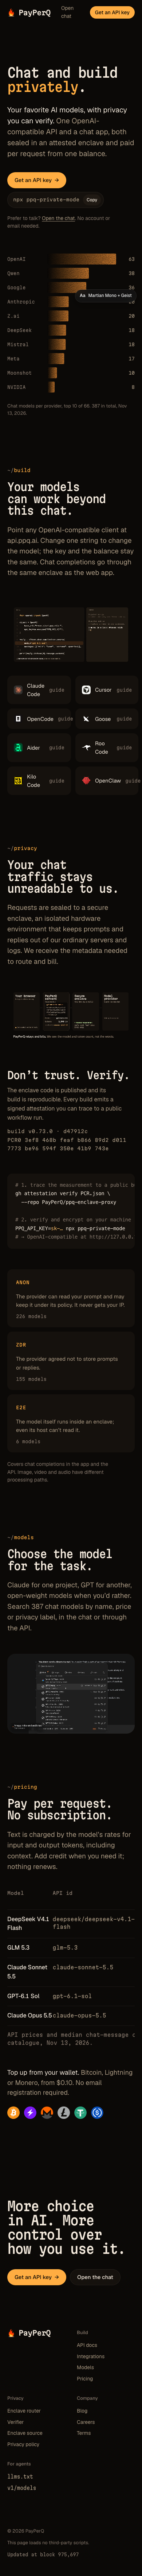 PayPerQ
Open chat
Get an API key
Chat and build
privately.
Your favorite AI models, with privacy
you can verify. One OpenAI-
compatible API and a chat app, both
sealed in an attested enclave and paid
per request from one balance.
Get an API key →
npx ppq-private-mode Copy
Prefer to talk? Open the chat. No account or
email needed.
OpenAI 63
Qwen 38
Google 36
Aa Martian Mono + Geist
Anthropic
Z.ai 20
DeepSeek 18
Mistral 18
Meta 17
Moonshot 10
NVIDIA 8
Chat models per provider, top 10 of 66. 387 in total, Nov
13, 2026.
~/build
Your models
can work beyond
this chat.
Point any OpenAI-compatible client at
api.ppq.ai. Change one string to change
the model; the key and the balance stay
the same. Chat completions go through
the same enclave as the web app.
Claude Code guide
Cursor guide
OpenCode guide
Goose guide
Aider guide
Roo Code guide
Kilo Code guide
OpenClaw guide
~/privacy
Your chat
traffic stays
unreadable to us.
Requests are sealed to a secure
enclave, an isolated hardware
environment that keeps prompts and
replies out of our ordinary servers and
logs. We receive the metadata needed
to route and bill.
Don't trust. Verify.
The enclave code is published and its
build is reproducible. Every build emits a
signed attestation you can trace to a public
workflow run.
build v0.73.0 · d47912c
# 1. trace the measurement to a public b
gh attestation verify PCR.json \
--repo PayPerQ/ppq-enclave-proxy
# 2. verify and encrypt on your machine
PPQ_API_KEY=sk-… npx ppq-private-mode
# → OpenAI-compatible at http://127.0.0.
ANON
The provider can read your prompt and may
keep it under its policy. It never gets your IP.
226 models
ZDR
The provider agreed not to store prompts
or replies.
155 models
E2E
The model itself runs inside an enclave;
even its host can't read it.
6 models
Covers chat completions in the app and the
API. Image, video and audio have different
processing paths.
~/models
Choose the model
for the task.
Claude for one project, GPT for another,
open-weight models when you'd rather.
Search 387 chat models by name, price
or privacy label, in the chat or through
the API.
~/pricing
Pay per request.
No subscription.
Text is charged by the model's rates for
input and output tokens, including
context. Add credit when you need it;
nothing renews.
Model API id
DeepSeek V4.1 Flash deepseek/deepseek-v4.1-flash
GLM 5.3 glm-5.3
Claude Sonnet 5.5 claude-sonnet-5.5
GPT-6.1 Sol gpt-6.1-sol
Claude Opus 5.5 claude-opus-5.5
API prices and median chat-message c
catalogue, Nov 13, 2026.
Top up from your wallet. Bitcoin, Lightning
or Monero, from $0.10. No email
registration required.
More choice
in AI. More
control over
how you use it.
Get an API key →
Open the chat
PayPerQ
Build
API docs
Integrations
Models
Pricing
Privacy
Enclave router
Verifier
Enclave source
Privacy policy
Company
Blog
Careers
Terms
For agents
llms.txt
v1/models
© 2026 PayPerQ
This page loads no third-party scripts.
Updated at block 975,697